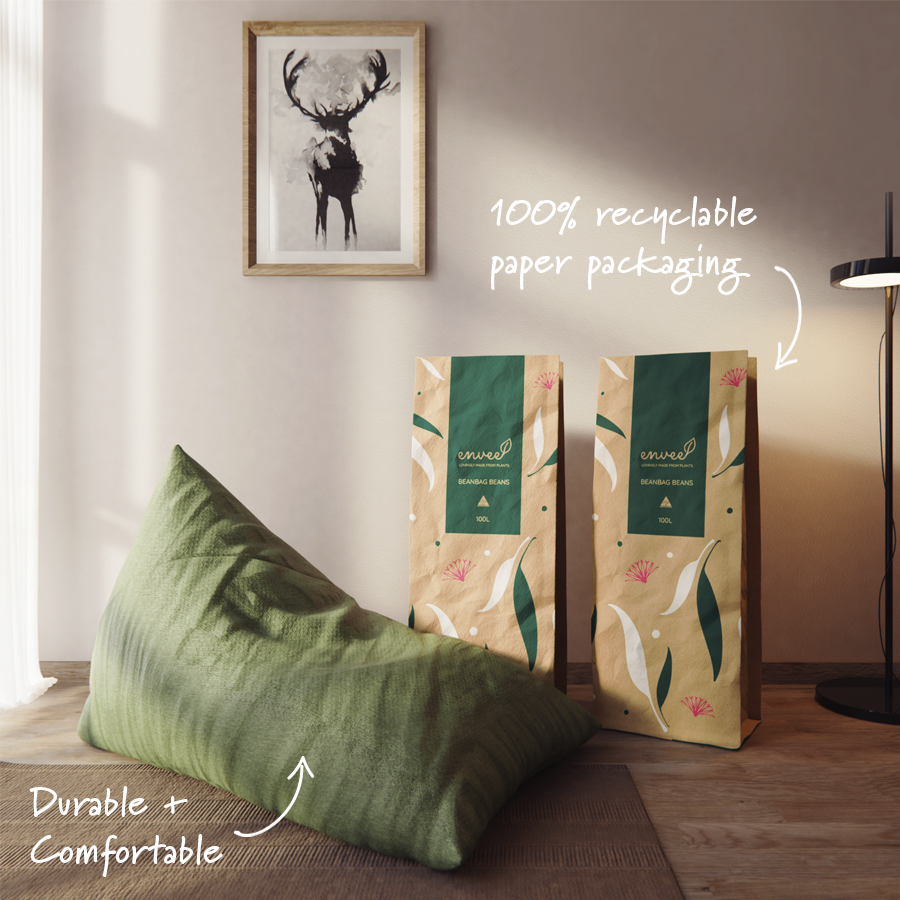 100% recyclable
paper packaging
envee
LOVINGLY MADE FROM PLANTS
BEANBAG BEANS
100L
envee
LOVINGLY MADE FROM PLANTS
BEANBAG BEANS
100L
Durable +
Comfortable